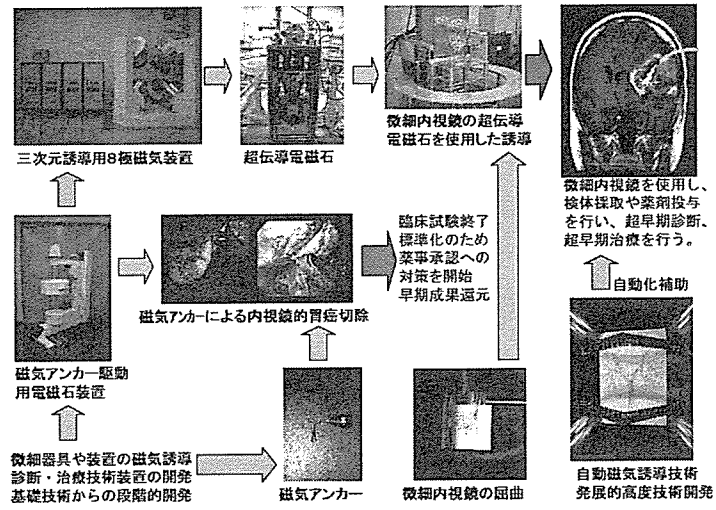 三次元誘導用8極磁気装置
超伝導電磁石
微細内視鏡の超伝導
電磁石を使用した誘導
微細内視鏡を使用し、
検体採取や薬剤投与
を行い、超早期診断、
超早期治療を行う。
磁気アンカーによる内視鏡的胃癌切除
臨床試験終了
標準化のため
薬事承認への
対策を開始
早期成果還元
自動化補助
磁気アンカー駆動
用電磁石装置
微細器具や装置の磁気誘導
診断・治療技術装置の開発
基礎技術からの段階的開発
磁気アンカー
微細内視鏡の屈曲
自動磁気誘導技術
発展的高度技術開発